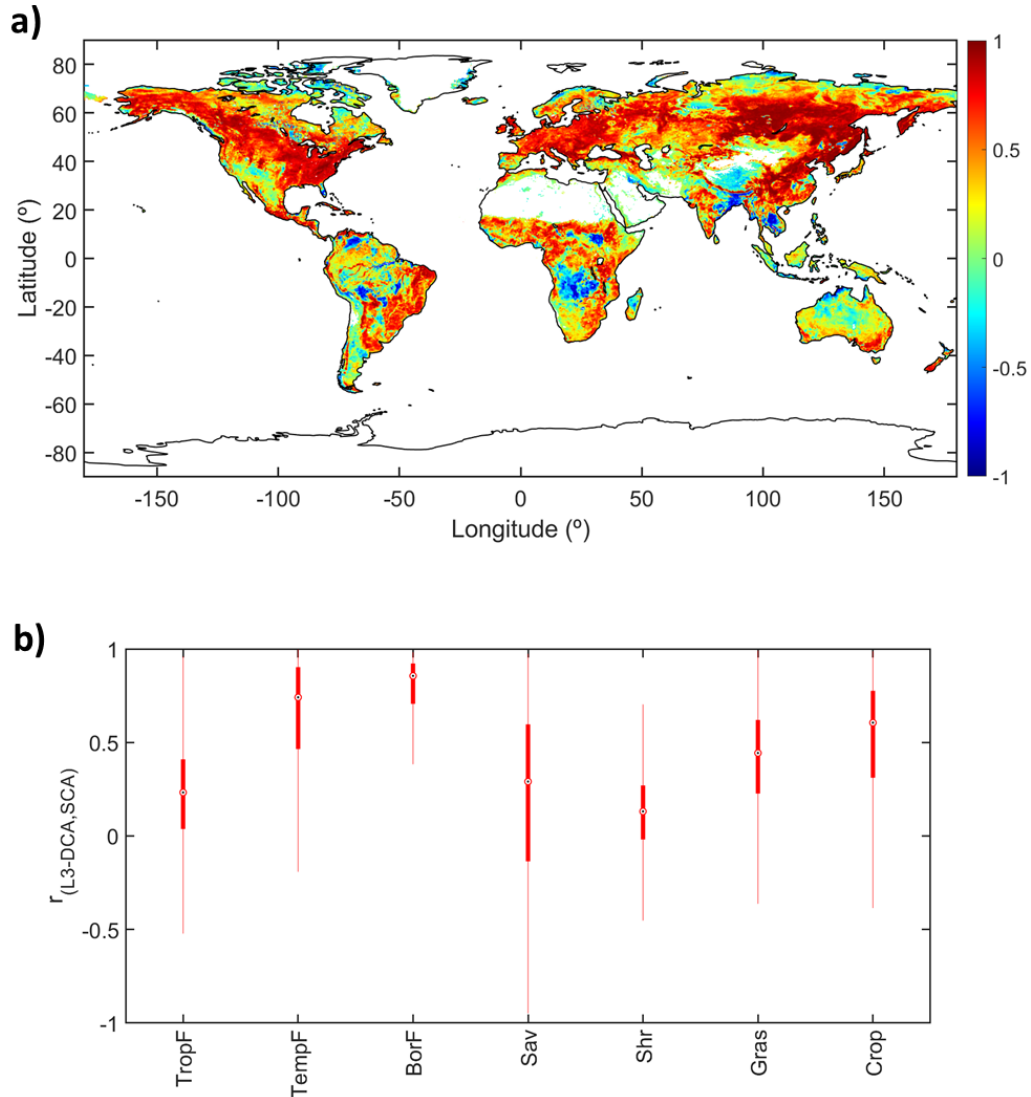 a)
80
60
40
20
0
-20
-40
-60
-80
Latitude (º)
-150
-100
-50
0
50
100
150
Longitude (º)
1
0.5
0
-0.5
-1
b)
1
0.5
0
-0.5
-1
r(L3-DCA,SCA)
TropF
TempF
BorF
Sav
Shr
Gras
Crop